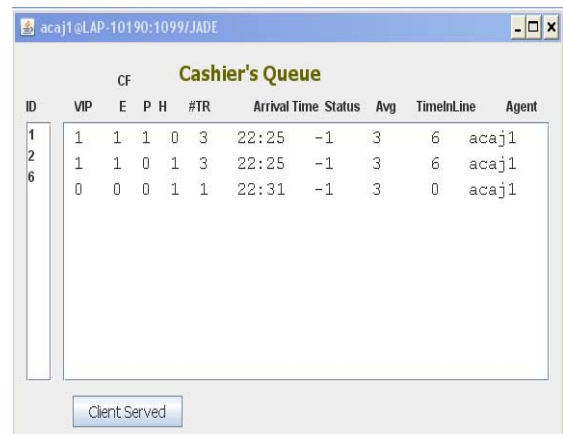 acaj1@LAP-10190:1099/JADE
Cashier's Queue
CF
ID VIP E P H #TR Arrival Time Status Avg TimeInLine Agent
1 1 1 1 0 3 22:25 -1 3 6 acaj1
2 1 1 0 1 3 22:25 -1 3 6 acaj1
6 0 0 0 1 1 22:31 -1 3 0 acaj1
Client Served